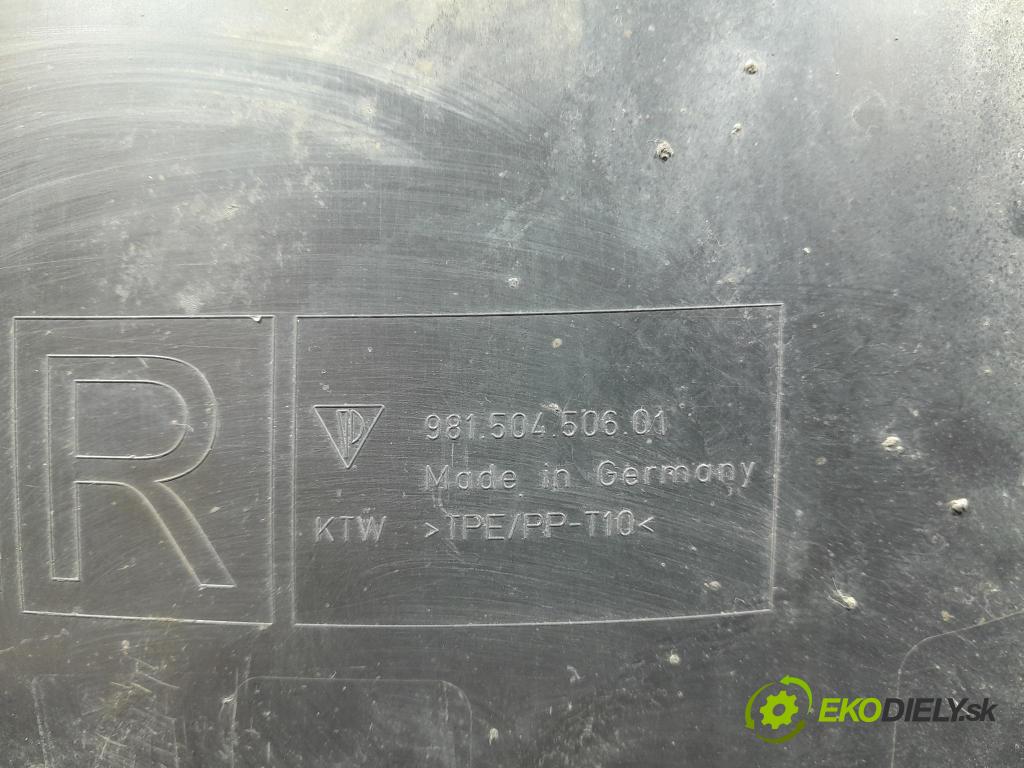 R
981.504.506.01
Made in Germany
KTW >TPE/PP-T10<
EKODIELY.sk